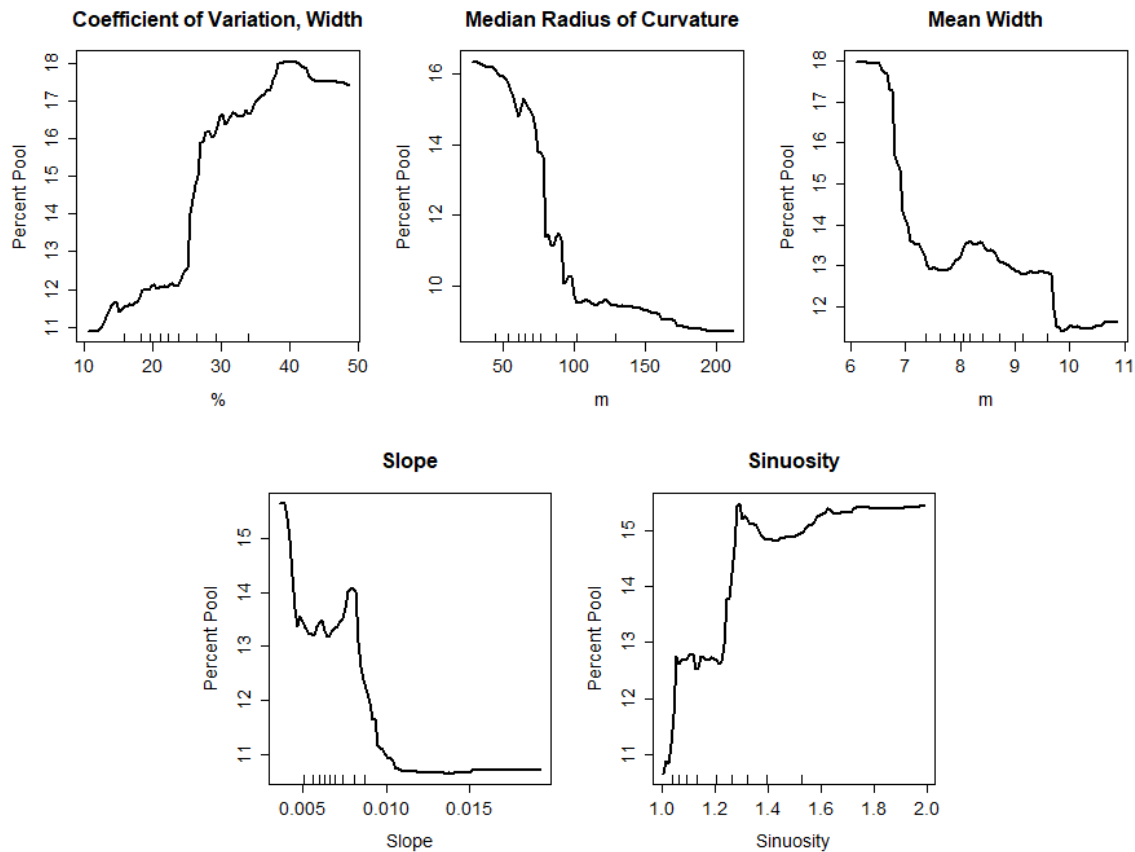 Coefficient of Variation, Width
Percent Pool
11 12 13 14 15 16 17 18
10 20 30 40 50
%
Median Radius of Curvature
Percent Pool
10 12 14 16
50 100 150 200
m
Mean Width
Percent Pool
12 13 14 15 16 17 18
6 7 8 9 10 11
m
Slope
Percent Pool
11 12 13 14 15
0.005 0.010 0.015
Slope
Sinuosity
Percent Pool
11 12 13 14 15
1.0 1.2 1.4 1.6 1.8 2.0
Sinuosity